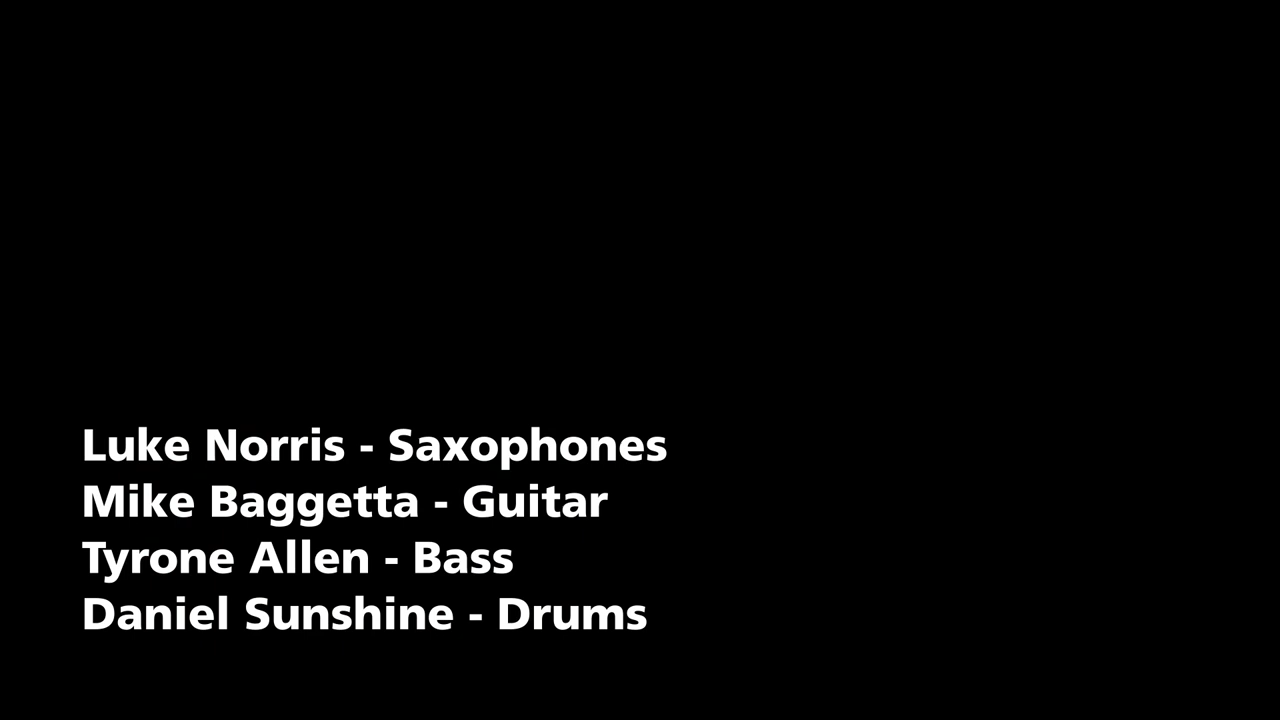 Luke Norris - Saxophones
Mike Baggetta - Guitar
Tyrone Allen - Bass
Daniel Sunshine - Drums